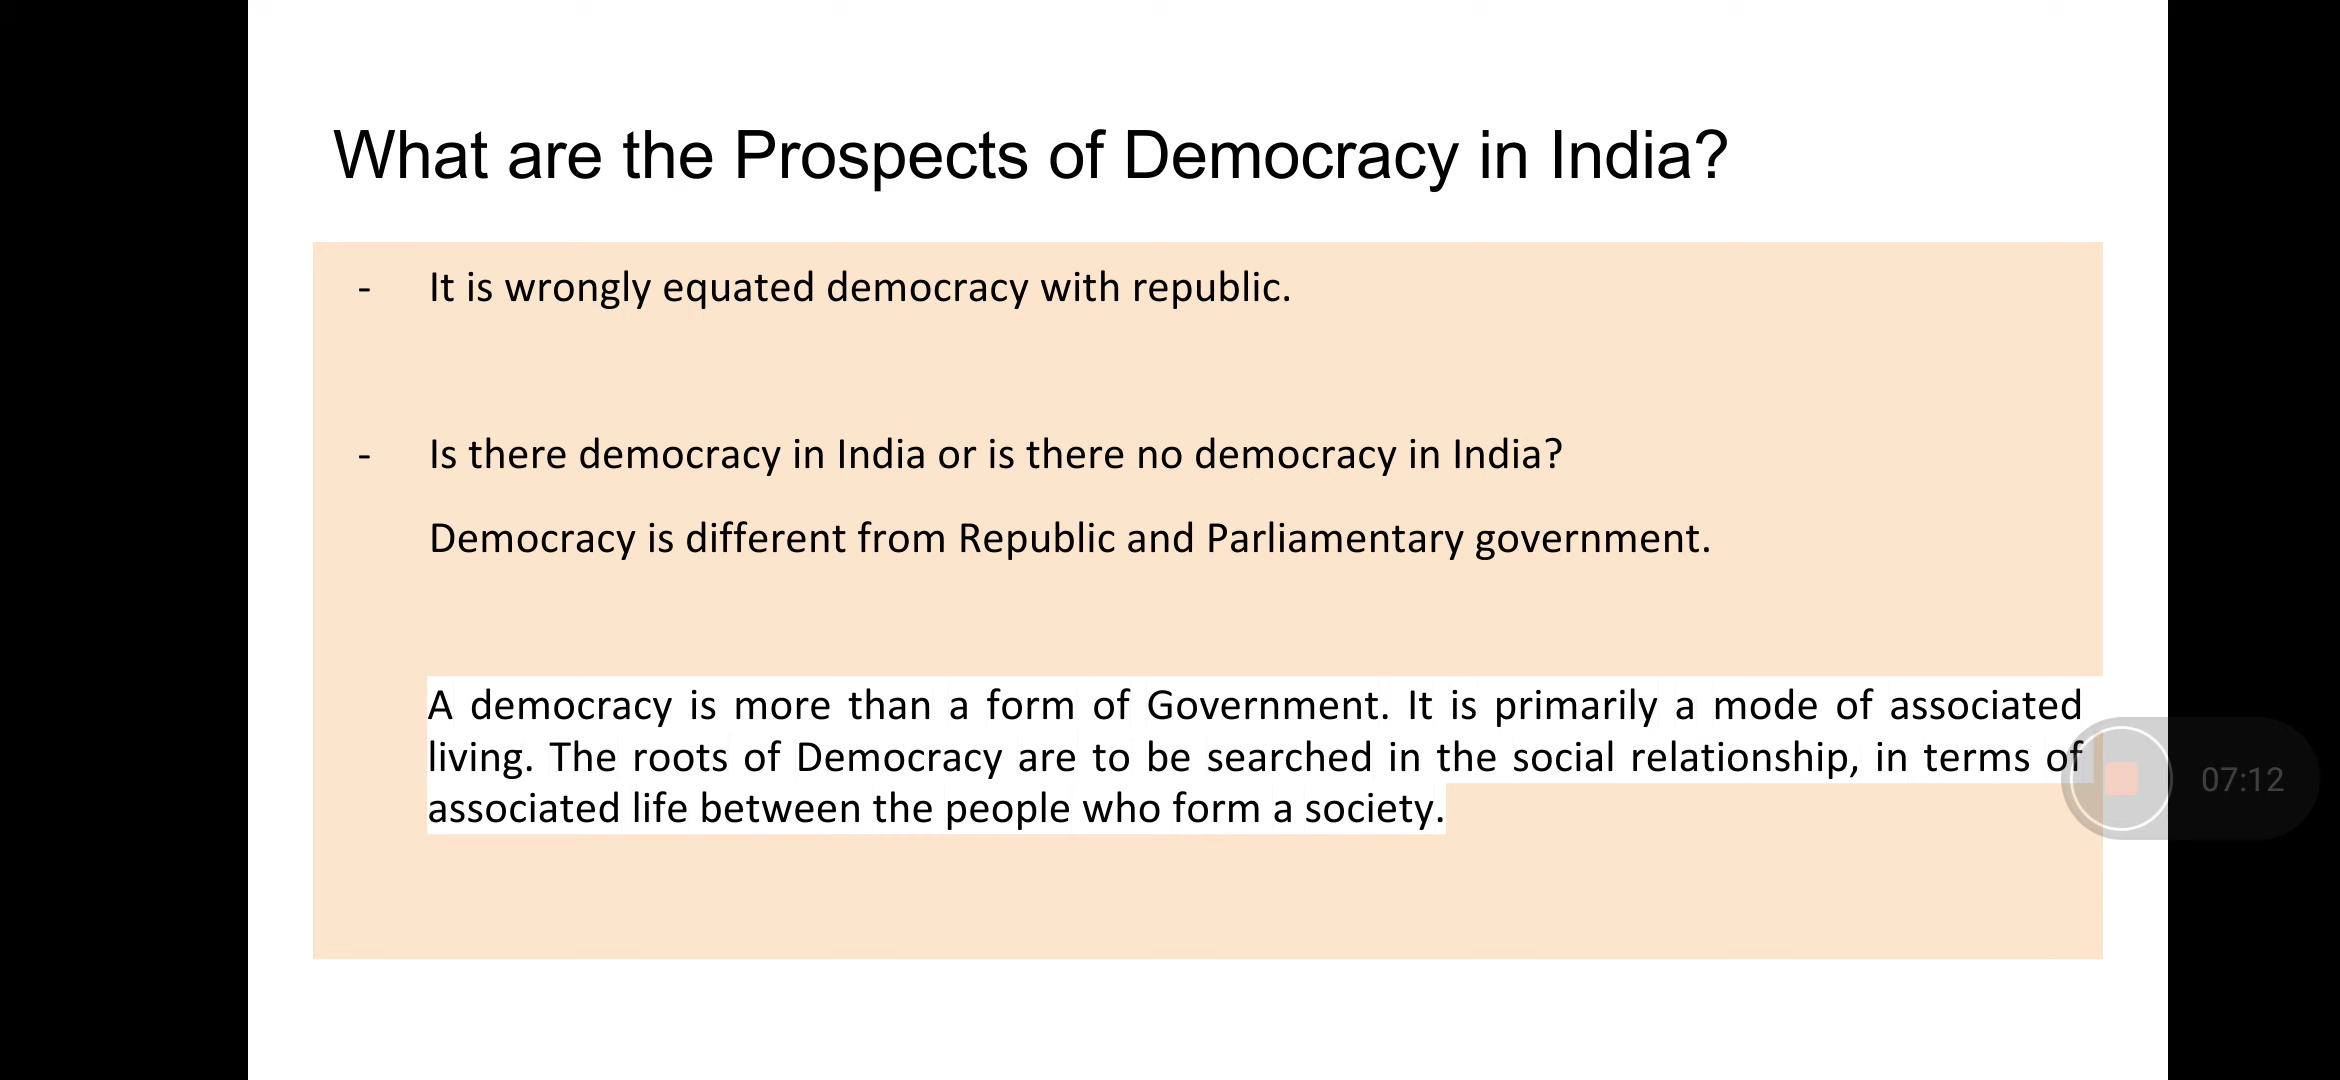 What are the Prospects of Democracy in India?
- It is wrongly equated democracy with republic.
- Is there democracy in India or is there no democracy in India?
Democracy is different from Republic and Parliamentary government.
A democracy is more than a form of Government. It is primarily a mode of associated
living. The roots of Democracy are to be searched in the social relationship, in terms of
associated life between the people who form a society.
07:12